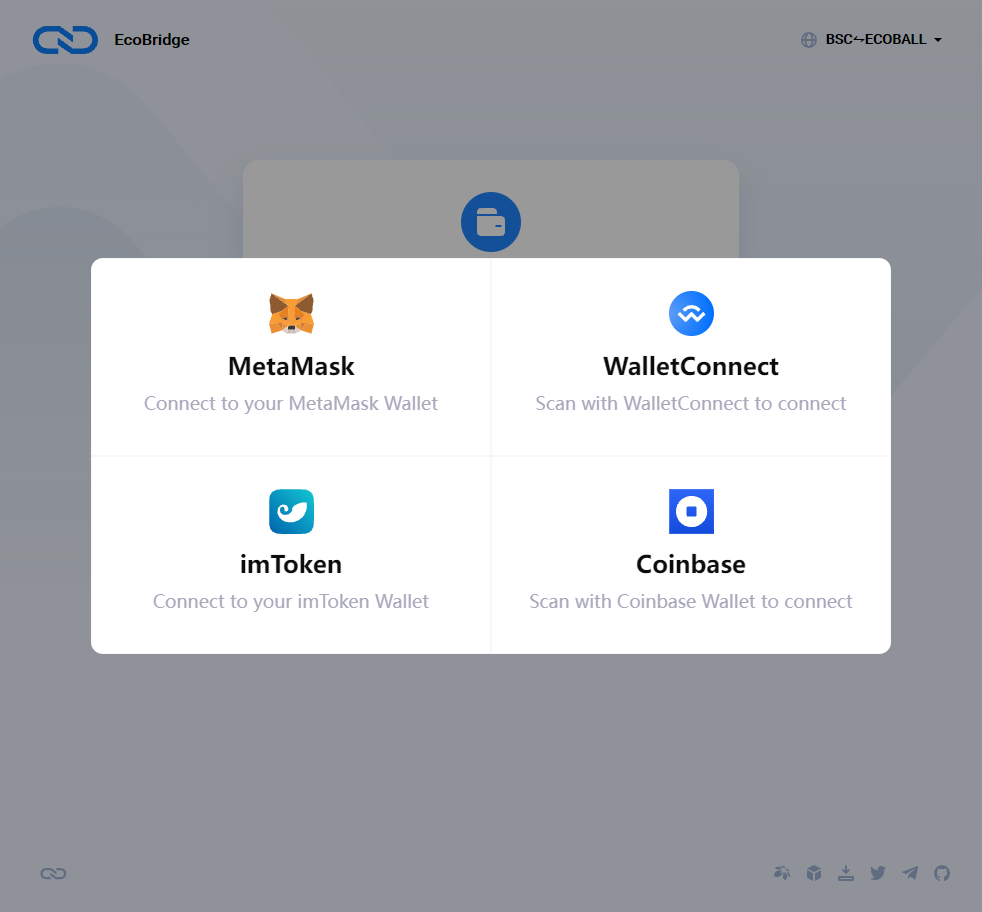 EcoBridge
BSC⇋ECOBALL
MetaMask
Connect to your MetaMask Wallet
WalletConnect
Scan with WalletConnect to connect
imToken
Connect to your imToken Wallet
Coinbase
Scan with Coinbase Wallet to connect